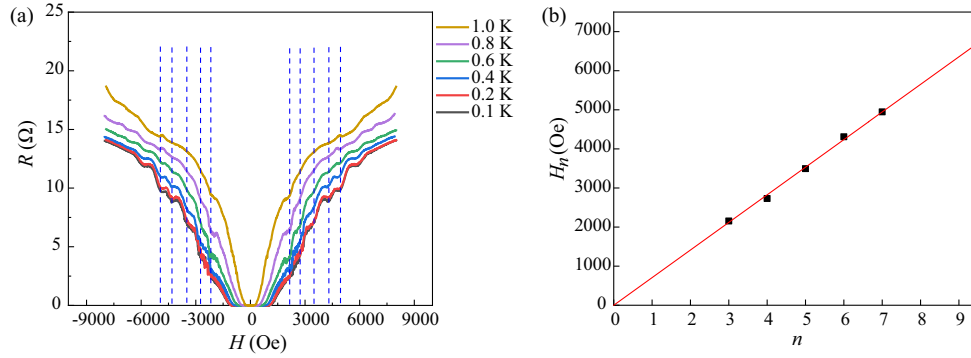 (a)
25
20
15
10
5
0
R (Ω)
-9000 -6000 -3000 0 3000 6000 9000
H (Oe)
1.0 K
0.8 K
0.6 K
0.4 K
0.2 K
0.1 K
(b)
7000
6000
5000
4000
3000
2000
1000
0
Hn (Oe)
0 1 2 3 4 5 6 7 8 9
n